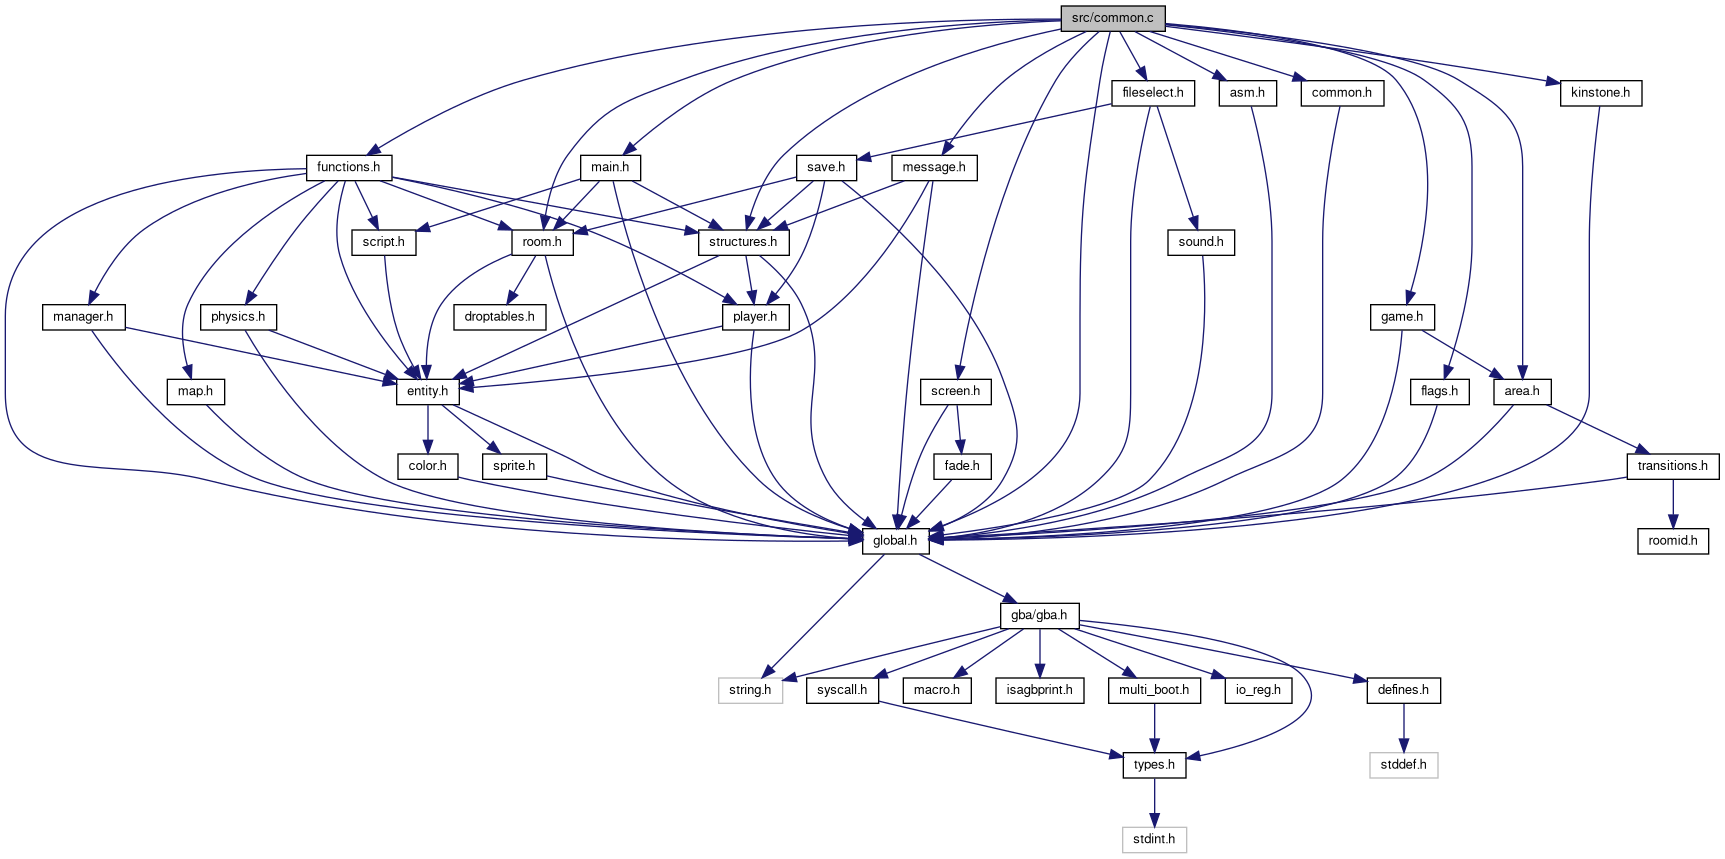 src/common.c
fileselect.h
asm.h
common.h
kinstone.h
functions.h
main.h
save.h
message.h
script.h
room.h
structures.h
sound.h
manager.h
physics.h
droptables.h
player.h
game.h
map.h
entity.h
screen.h
flags.h
area.h
color.h
sprite.h
fade.h
transitions.h
global.h
roomid.h
gba/gba.h
string.h
syscall.h
macro.h
isagbprint.h
multi_boot.h
io_reg.h
defines.h
types.h
stddef.h
stdint.h